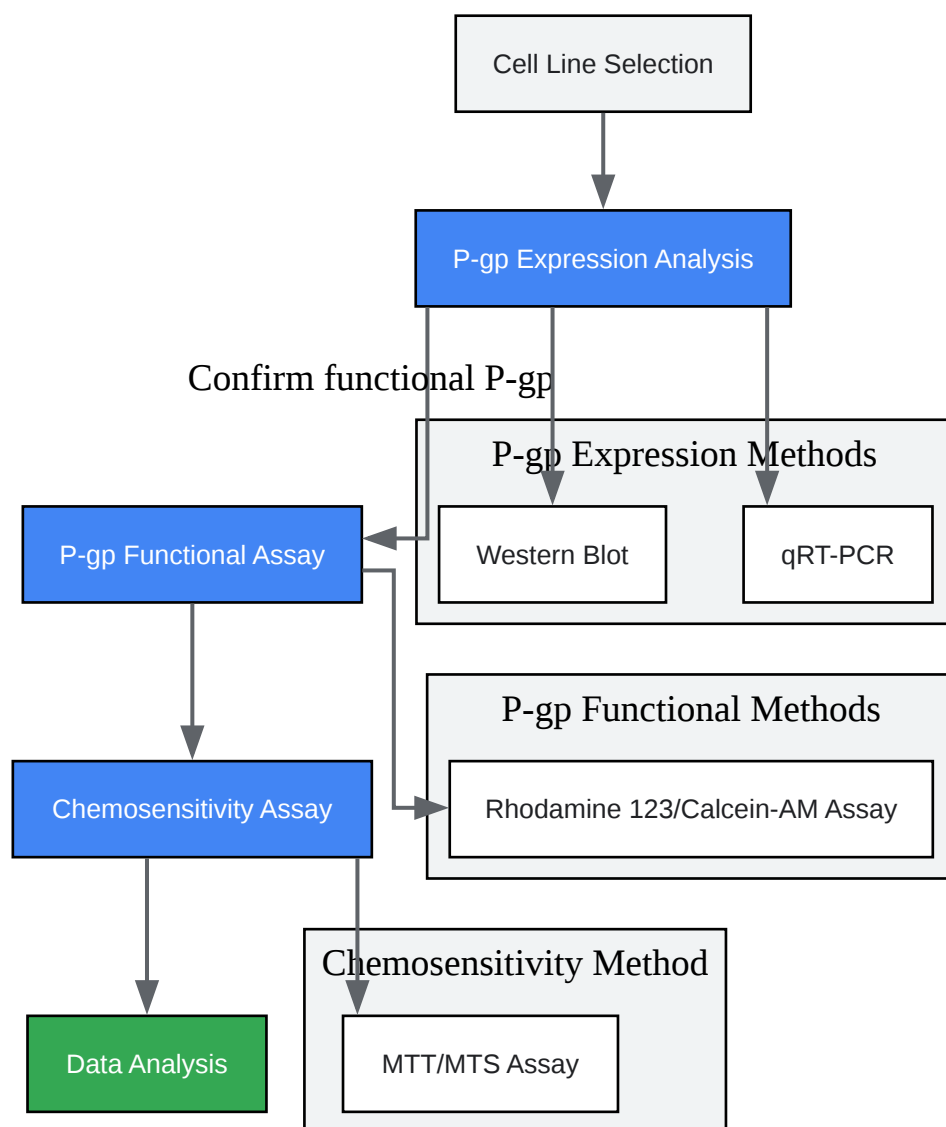 Cell Line Selection
P-gp Expression Analysis
Confirm functional P-gp
P-gp Expression Methods
P-gp Functional Assay
Western Blot
qRT-PCR
P-gp Functional Methods
Chemosensitivity Assay
Rhodamine 123/Calcein-AM Assay
Chemosensitivity Method
Data Analysis
MTT/MTS Assay